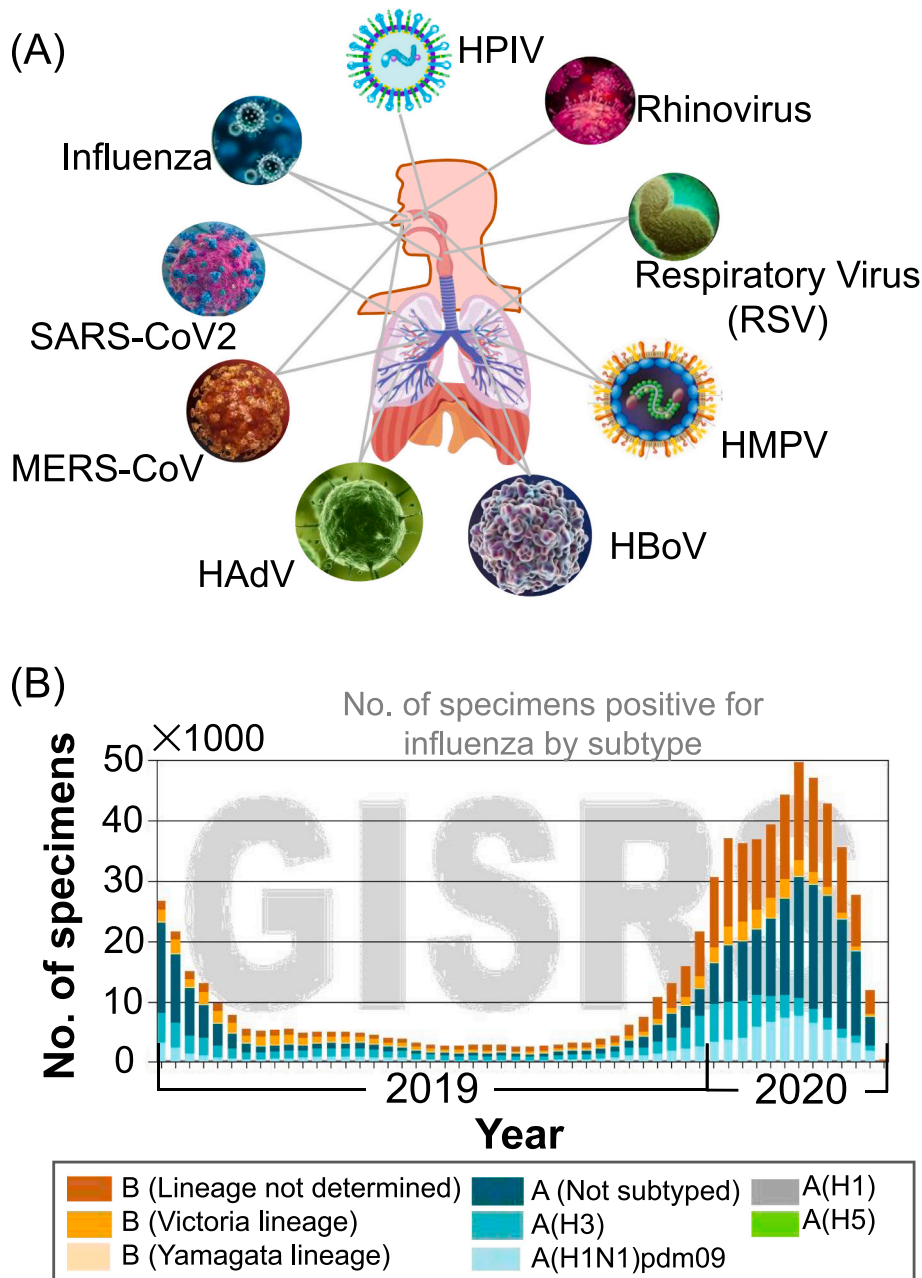 (A)
HPIV
Rhinovirus
Influenza
Respiratory Virus
(RSV)
SARS-CoV2
HMPV
MERS-CoV
HAdV
HBoV
(B)
No. of specimens positive for
influenza by subtype
×1000
No. of specimens
50
40
30
20
10
0
GISRS
2019
2020
Year
B (Lineage not determined)
B (Victoria lineage)
B (Yamagata lineage)
A (Not subtyped)
A(H3)
A(H1N1)pdm09
A(H1)
A(H5)